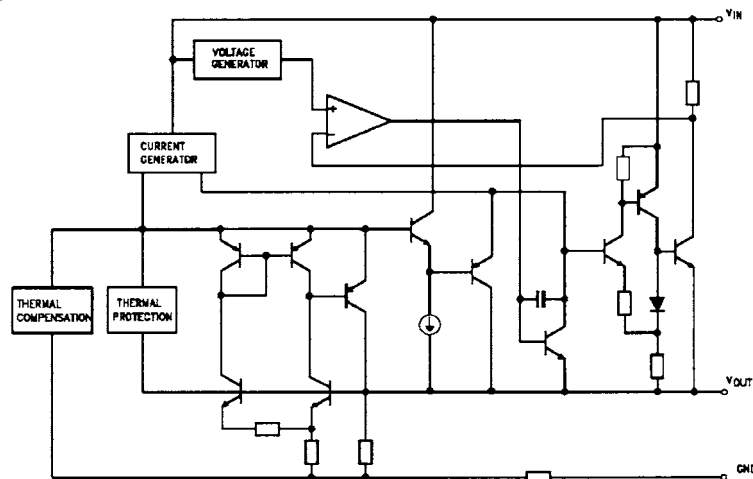 VIN
VOLTAGE
GENERATOR
+
−
CURRENT
GENERATOR
THERMAL
COMPENSATION
THERMAL
PROTECTION
VOUT
GND